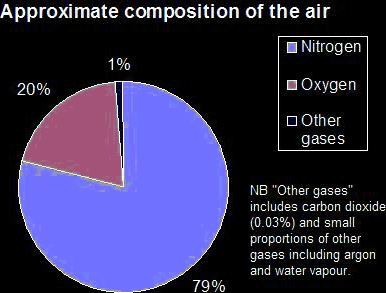 Approximate composition of the air
Nitrogen
Oxygen
Other
gases
1%
20%
79%
NB "Other gases"
includes carbon dioxide
(0.03%) and small
proportions of other
gases including argon
and water vapour.